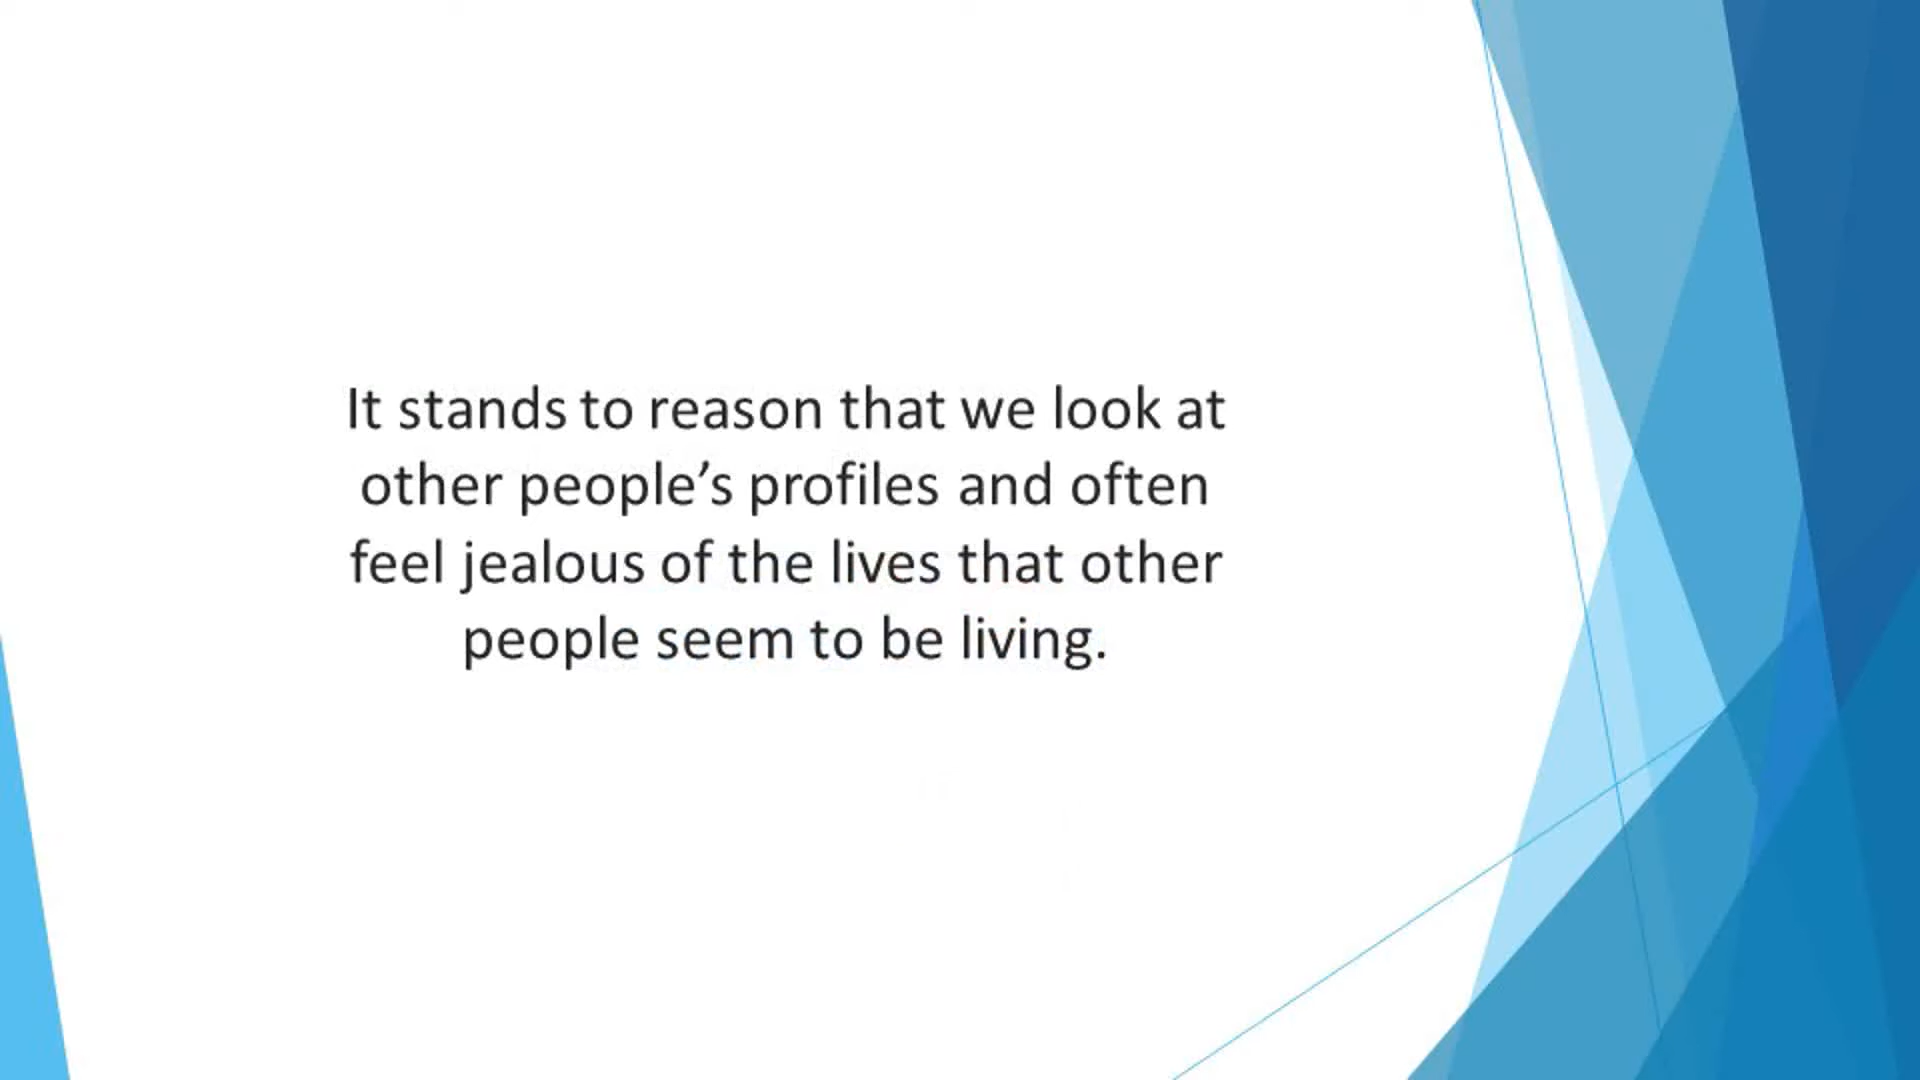 It stands to reason that we look at
other people’s profiles and often
feel jealous of the lives that other
people seem to be living.